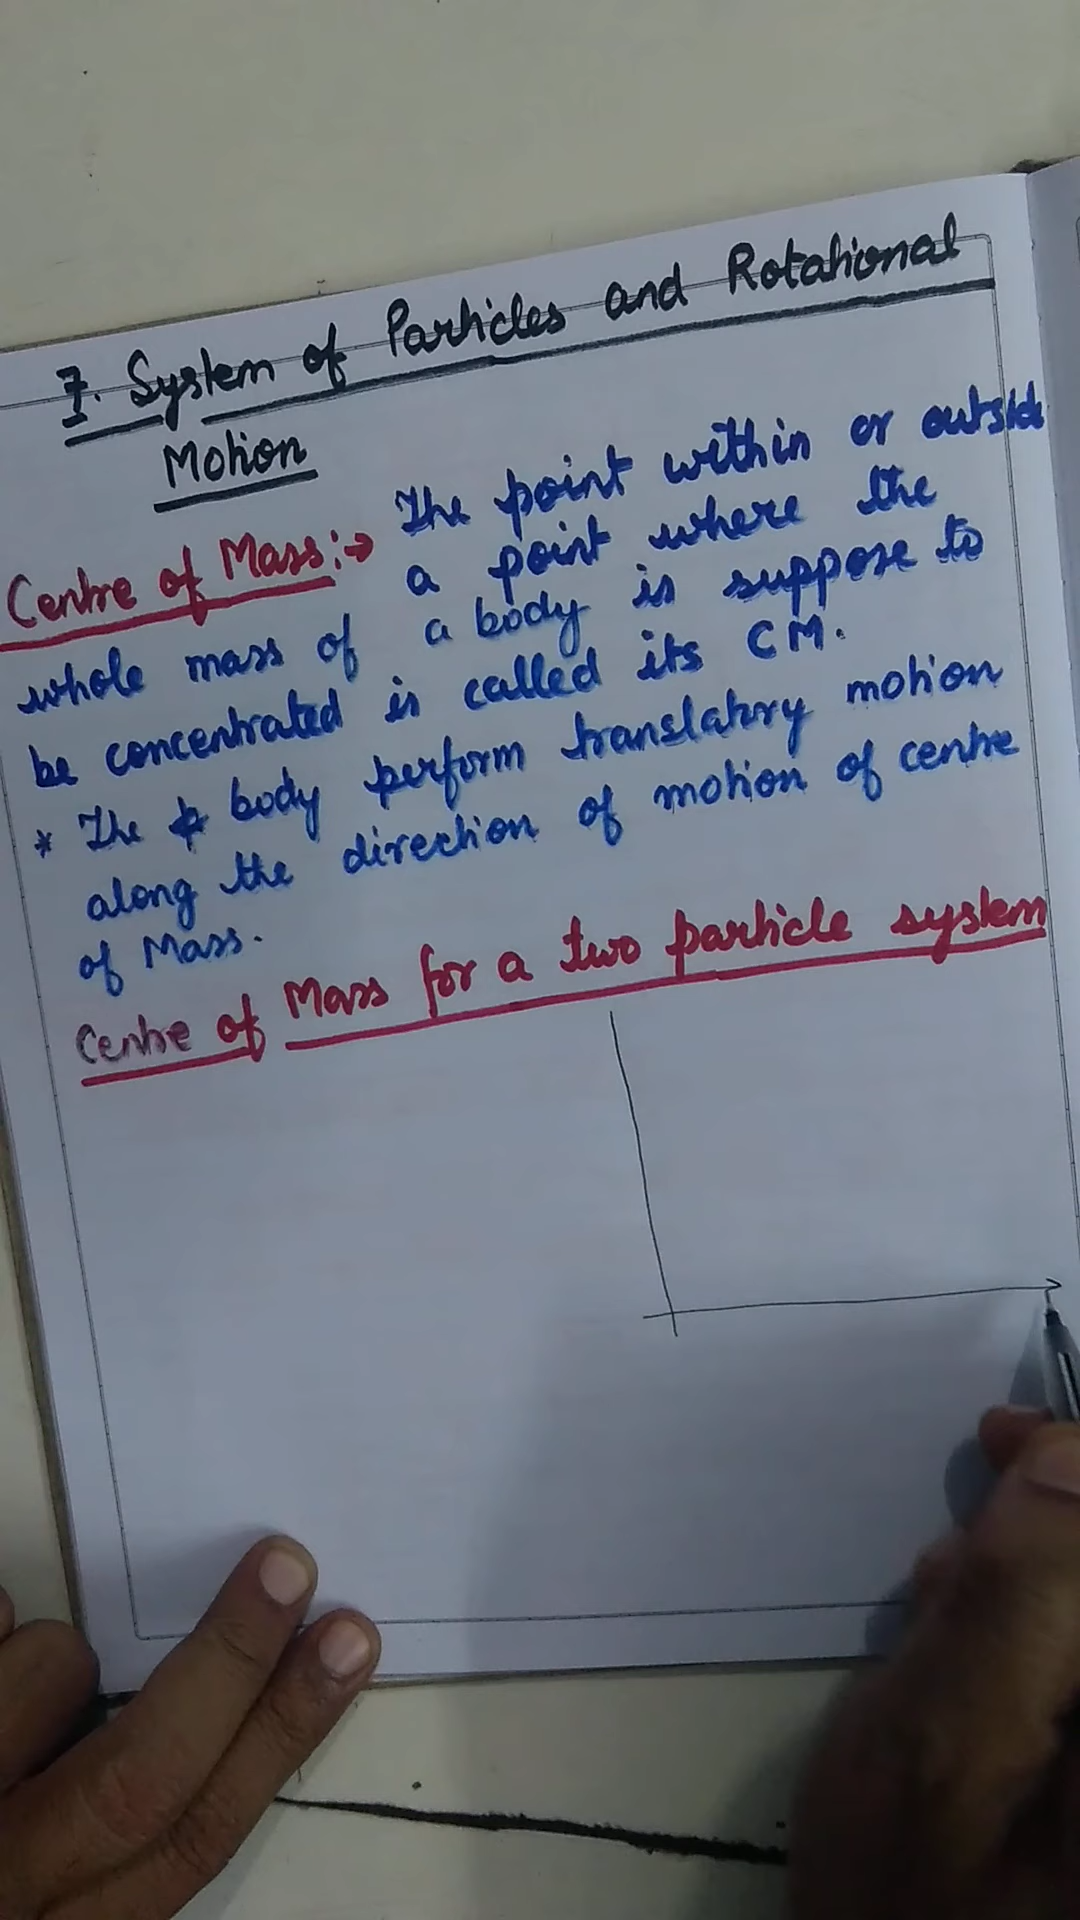 7. System of Particles and Rotational
Motion
Centre of Mass:→ The point within or outside
a point where the
whole mass of a body is suppose to
be concentrated is called its CM.
* The body perform translatory motion
along the direction of motion of centre
of Mass.
Centre of Mass for a two particle system